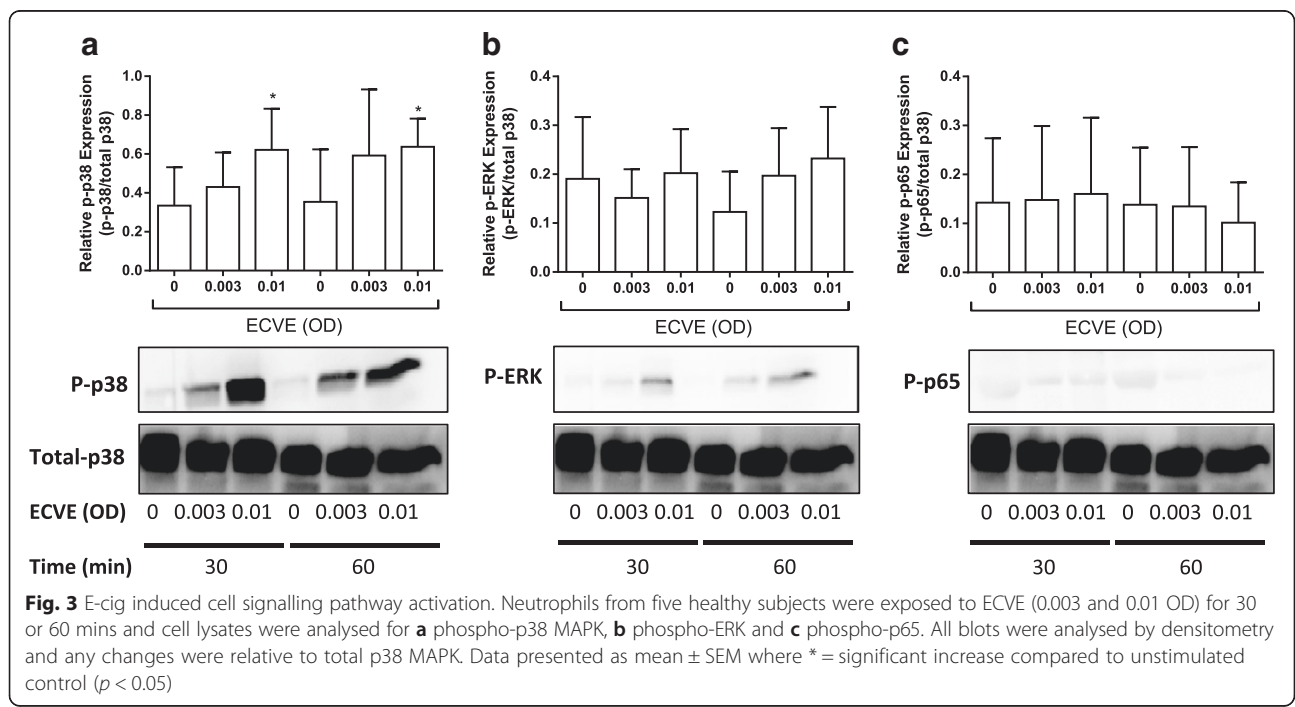 a
b
c
Relative p-p38 Expression
(p-p38/total p38)
1.0
0.8
0.6
0.4
0.2
0.0
*
*
0 0.003 0.01 0 0.003 0.01
ECVE (OD)
Relative p-ERK Expression
(p-ERK/total p38)
0.4
0.3
0.2
0.1
0.0
0 0.003 0.01 0 0.003 0.01
ECVE (OD)
Relative p-p65 Expression
(p-p65/total p38)
0.4
0.3
0.2
0.1
0.0
0 0.003 0.01 0 0.003 0.01
ECVE (OD)
P-p38
P-ERK
P-p65
Total-p38
ECVE (OD) 0 0.003 0.01 0 0.003 0.01 0 0.003 0.01 0 0.003 0.01 0 0.003 0.01 0 0.003 0.01
Time (min) 30 60 30 60 30 60
Fig. 3 E-cig induced cell signalling pathway activation. Neutrophils from five healthy subjects were exposed to ECVE (0.003 and 0.01 OD) for 30
or 60 mins and cell lysates were analysed for a phospho-p38 MAPK, b phospho-ERK and c phospho-p65. All blots were analysed by densitometry
and any changes were relative to total p38 MAPK. Data presented as mean ± SEM where * = significant increase compared to unstimulated
control (p < 0.05)